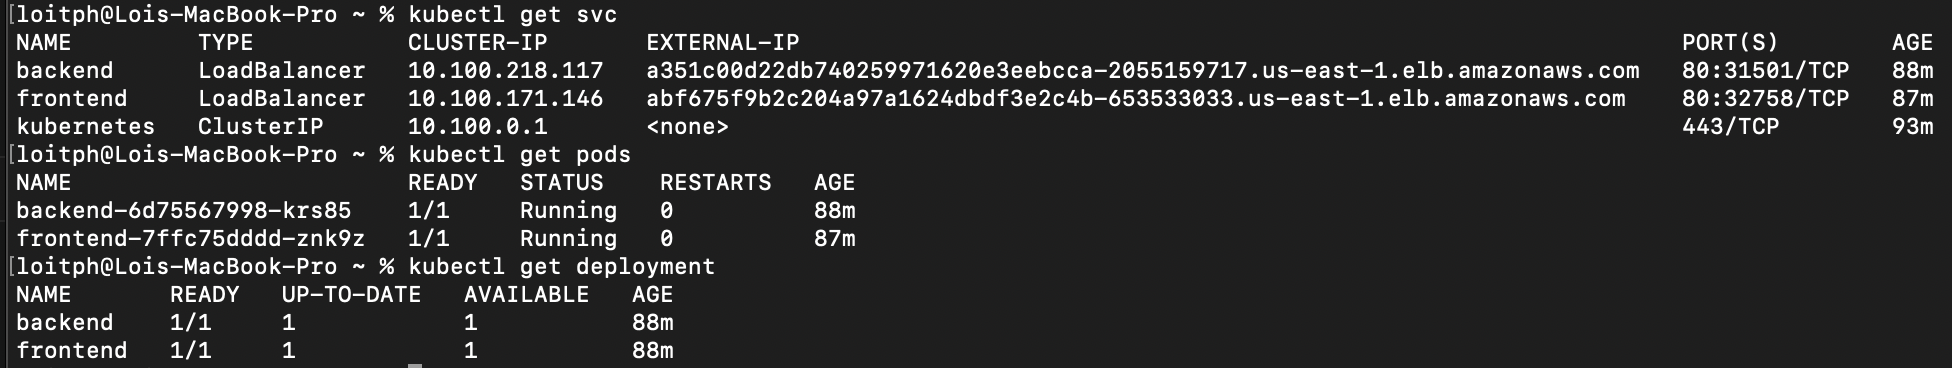 [loitph@Lois-MacBook-Pro ~ % kubectl get svc
NAME         TYPE           CLUSTER-IP       EXTERNAL-IP                                                               PORT(S)        AGE
backend      LoadBalancer   10.100.218.117   a351c00d22db740259971620e3eebcca-2055159717.us-east-1.elb.amazonaws.com   80:31501/TCP   88m
frontend     LoadBalancer   10.100.171.146   abf675f9b2c204a97a1624dbdf3e2c4b-653533033.us-east-1.elb.amazonaws.com    80:32758/TCP   87m
kubernetes   ClusterIP      10.100.0.1       <none>                                                                    443/TCP        93m
[loitph@Lois-MacBook-Pro ~ % kubectl get pods
NAME                        READY   STATUS    RESTARTS   AGE
backend-6d75567998-krs85    1/1     Running   0          88m
frontend-7ffc75dddd-znk9z   1/1     Running   0          87m
[loitph@Lois-MacBook-Pro ~ % kubectl get deployment
NAME       READY   UP-TO-DATE   AVAILABLE   AGE
backend    1/1     1            1           88m
frontend   1/1     1            1           88m